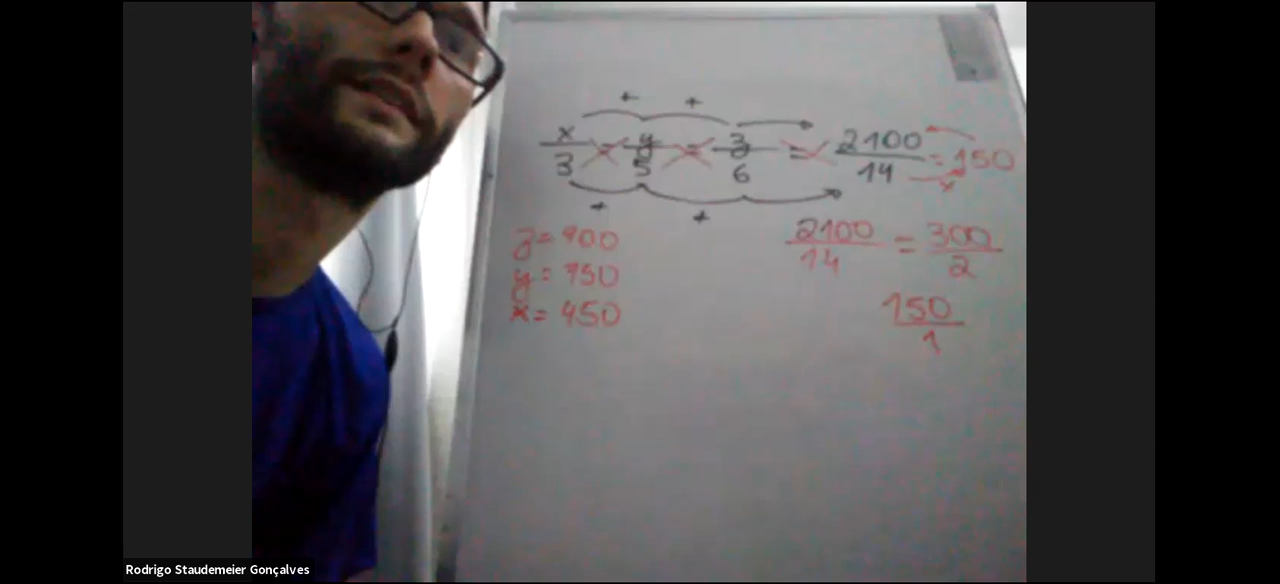 + +
x/3 = y/5 = z/6 = 2100/14 = 150
+ + x
z = 900
y = 750
x = 450
2100/14 = 300/2
150/1
Rodrigo Staudemeier Gonçalves